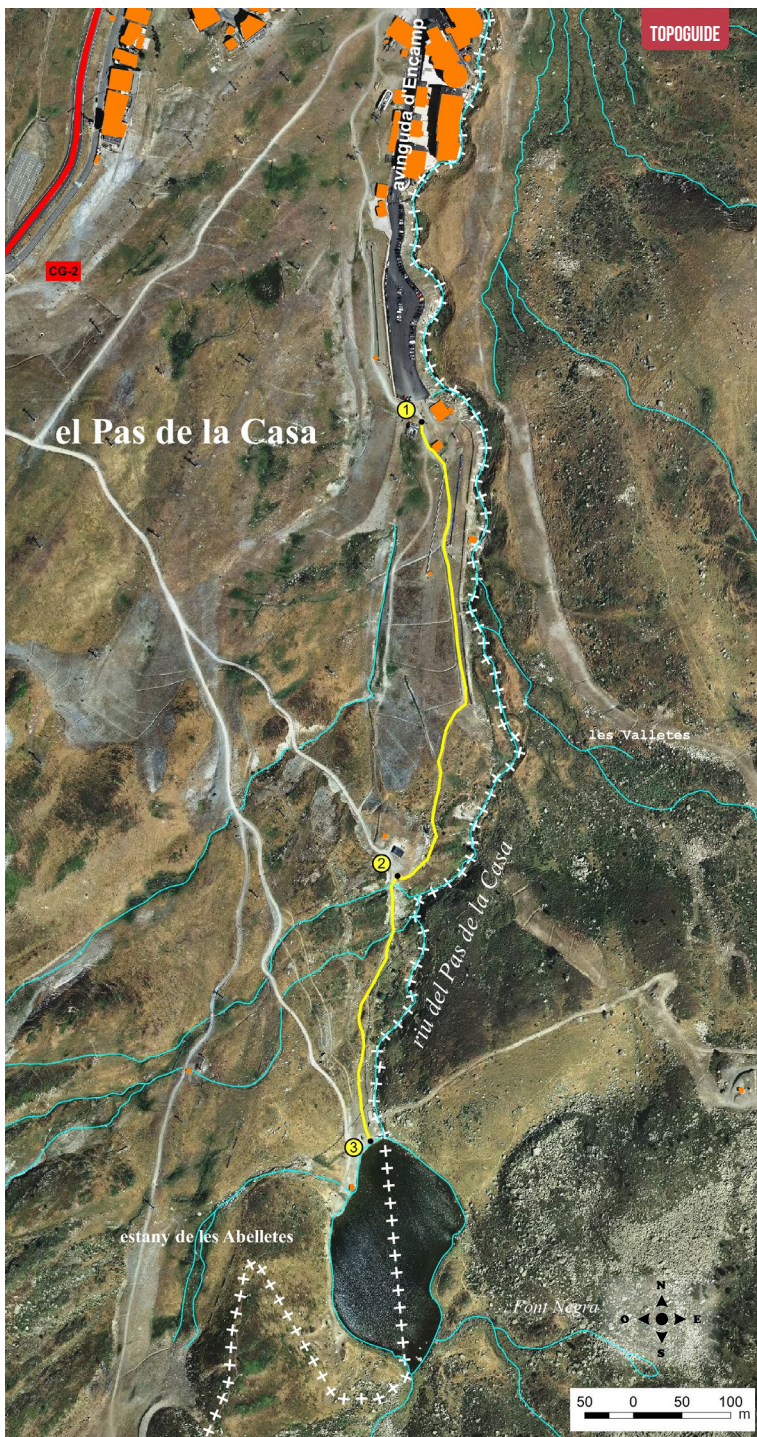 TOPOGUIDE
avinguda d'Encamp
CG-2
1
el Pas de la Casa
les Valletes
2
riu del Pas de la Casa
3
estany de les Abelletes
Font Negra
N
O E
S
50 0 50 100
m